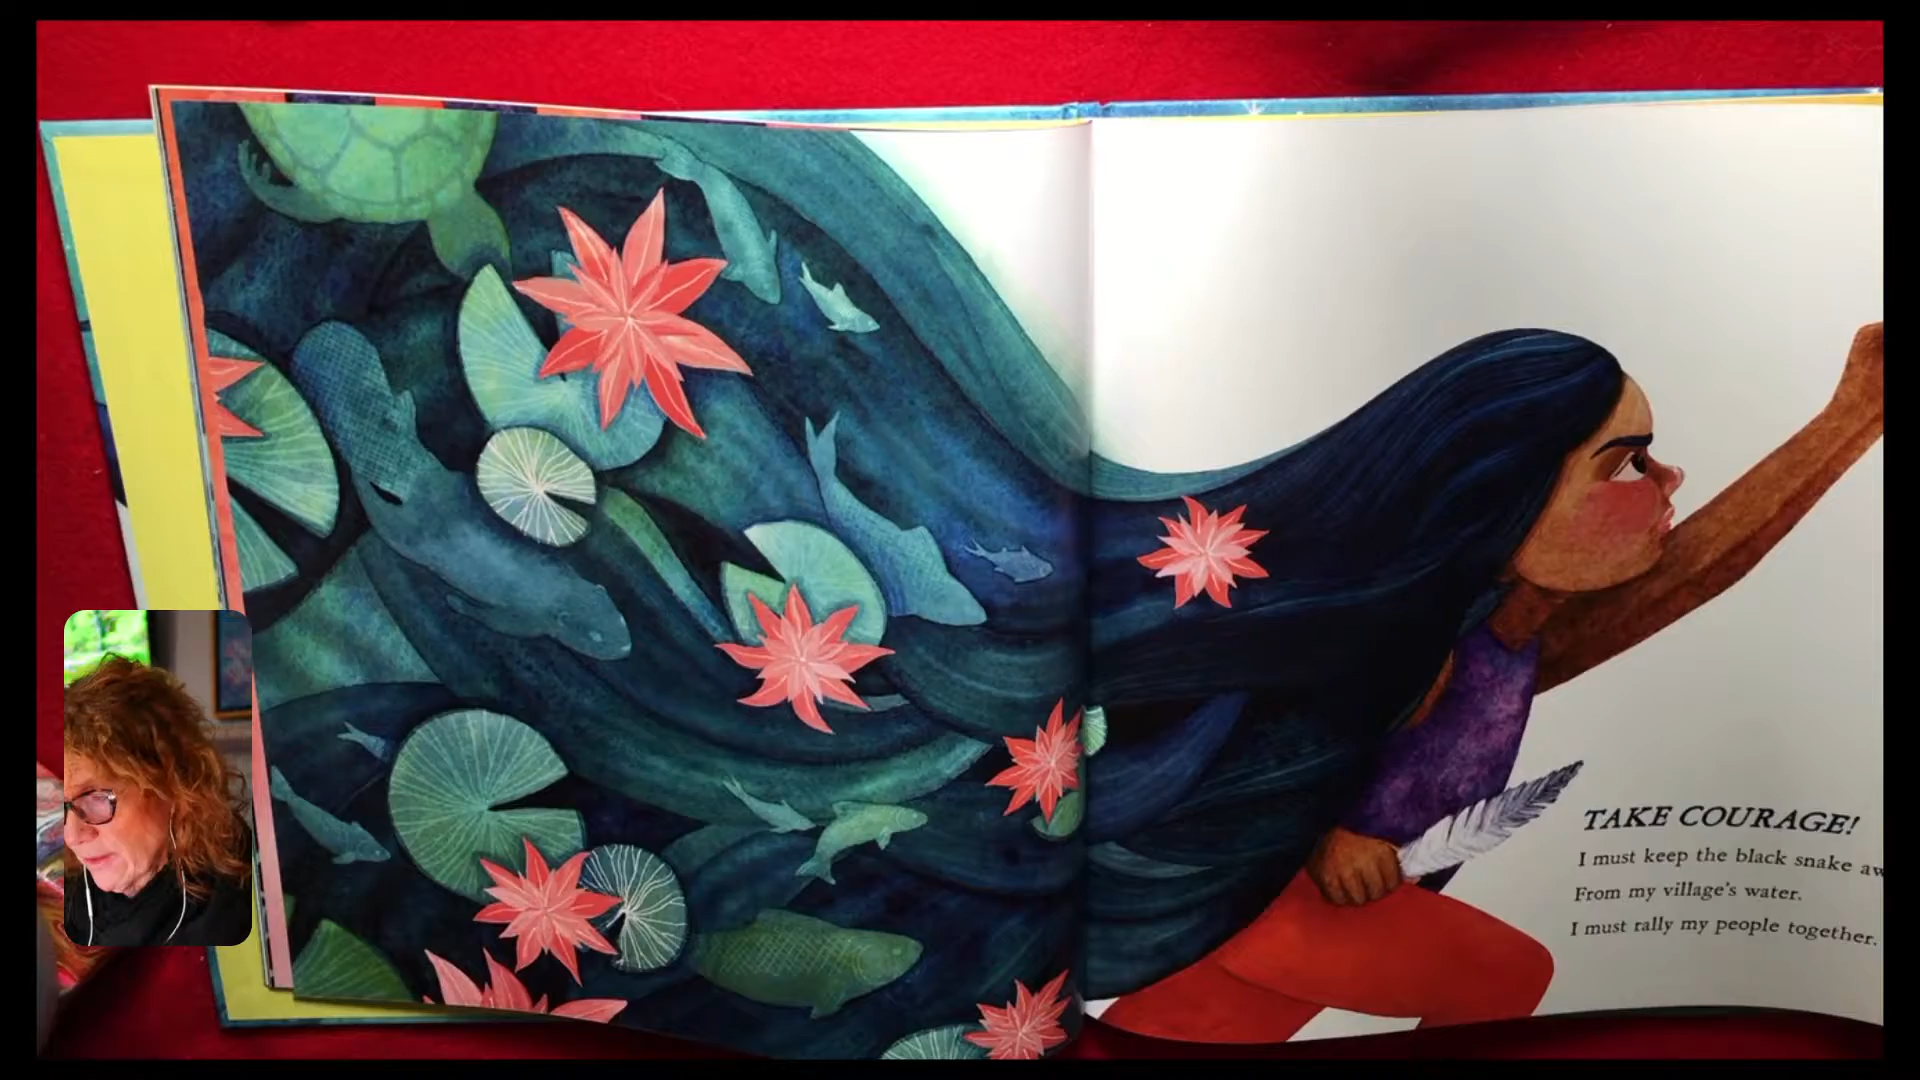 TAKE COURAGE!
I must keep the black snake
From my village's water.
I must rally my people together.